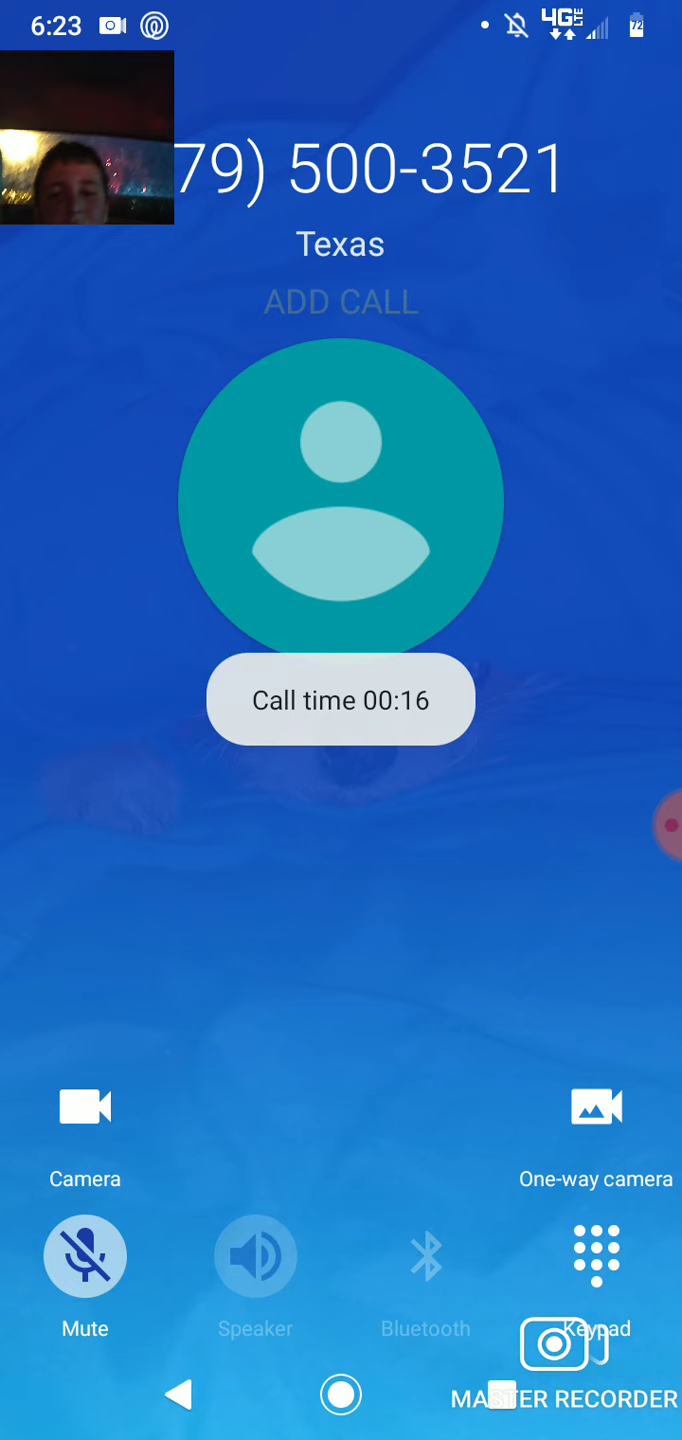 6:23 4G LTE 72
79) 500-3521
Texas
ADD CALL
Call time 00:16
Camera One-way camera
Mute Speaker Bluetooth Keypad
MASTER RECORDER